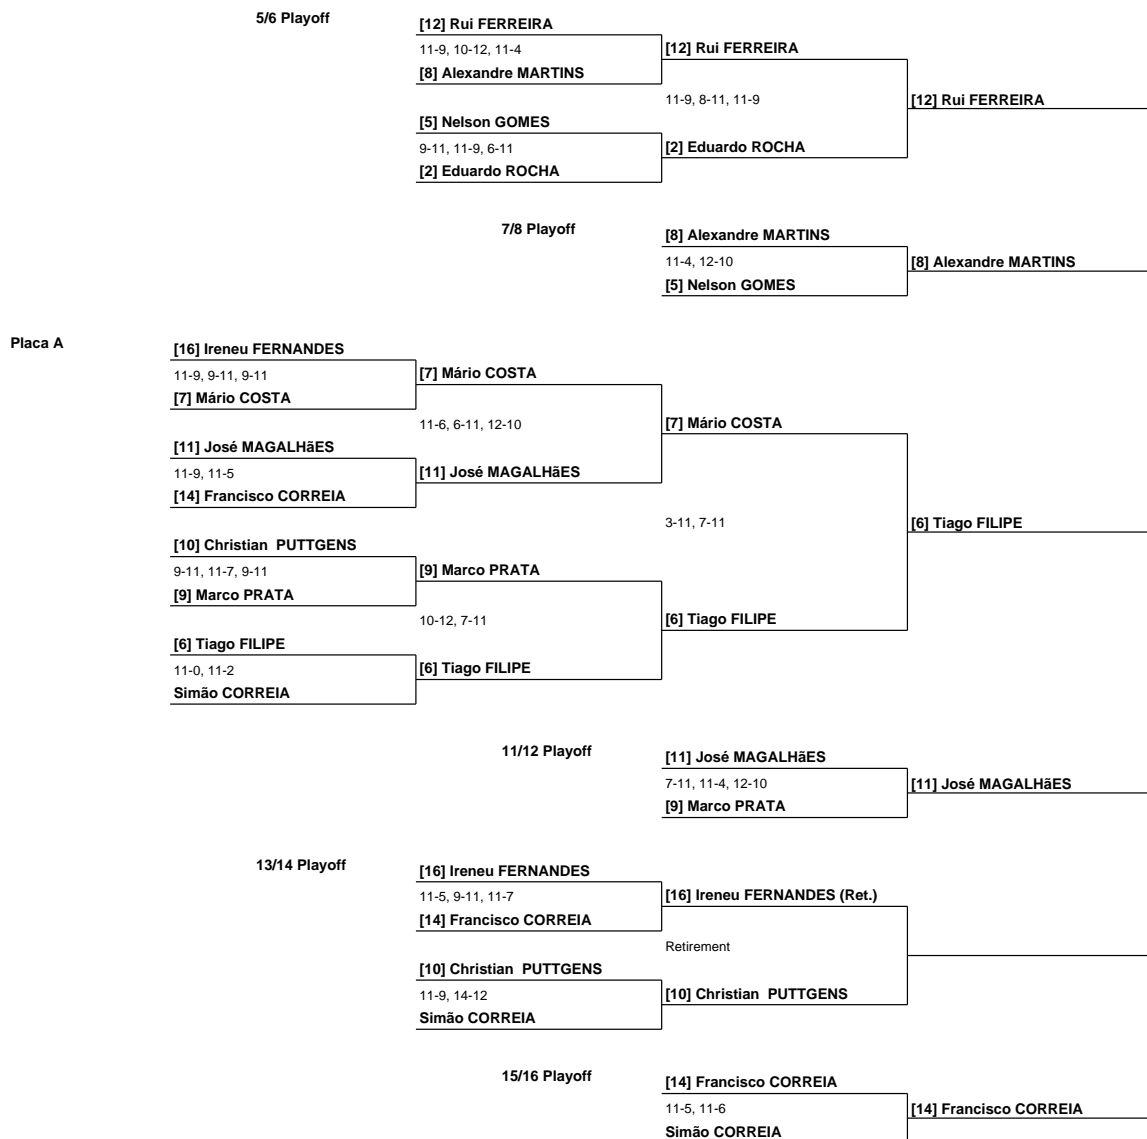 5/6 Playoff
[12] Rui FERREIRA
11-9, 10-12, 11-4
[12] Rui FERREIRA
[8] Alexandre MARTINS
11-9, 8-11, 11-9
[12] Rui FERREIRA
[5] Nelson GOMES
9-11, 11-9, 6-11
[2] Eduardo ROCHA
[2] Eduardo ROCHA
7/8 Playoff
[8] Alexandre MARTINS
11-4, 12-10
[8] Alexandre MARTINS
[5] Nelson GOMES
Placa A
[16] Ireneu FERNANDES
11-9, 9-11, 9-11
[7] Mário COSTA
[7] Mário COSTA
11-6, 6-11, 12-10
[7] Mário COSTA
[11] José MAGALHãES
11-9, 11-5
[11] José MAGALHãES
[14] Francisco CORREIA
3-11, 7-11
[6] Tiago FILIPE
[10] Christian  PUTTGENS
9-11, 11-7, 9-11
[9] Marco PRATA
[9] Marco PRATA
10-12, 7-11
[6] Tiago FILIPE
[6] Tiago FILIPE
11-0, 11-2
[6] Tiago FILIPE
Simão CORREIA
11/12 Playoff
[11] José MAGALHãES
7-11, 11-4, 12-10
[11] José MAGALHãES
[9] Marco PRATA
13/14 Playoff
[16] Ireneu FERNANDES
11-5, 9-11, 11-7
[16] Ireneu FERNANDES (Ret.)
[14] Francisco CORREIA
Retirement
[10] Christian  PUTTGENS
11-9, 14-12
[10] Christian  PUTTGENS
Simão CORREIA
15/16 Playoff
[14] Francisco CORREIA
11-5, 11-6
[14] Francisco CORREIA
Simão CORREIA